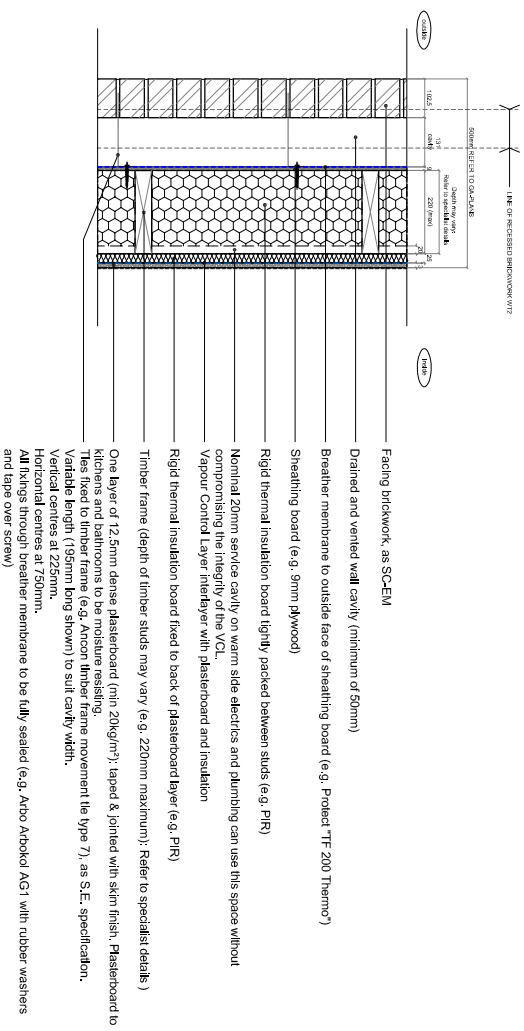 LINE OF RECESSED BRICKWORK WT2
500mm REFER TO GA-PLANS
Depth may vary:
Refer to specialist details
102.5
131
cavity
9
220 (max)
20
25
outside
Inside
Facing brickwork, as SC-EM
Drained and vented wall cavity (minimum of 50mm)
Breather membrane to outside face of sheathing board (e.g. Protect "TF 200 Thermo")
Sheathing board (e.g. 9mm plywood)
Rigid thermal insulation board tightly packed between studs (e.g. PIR)
Nominal 20mm service cavity on warm side electrics and plumbing can use this space without
compromising the integrity of the VCL.
Vapour Control Layer interlayer with plasterboard and insulation
Rigid thermal insulation board fixed to back of plasterboard layer (e.g. PIR)
Timber frame (depth of timber studs may vary (e.g. 220mm maximum): Refer to specialist details )
One layer of 12.5mm dense plasterboard (min 20kg/m²); taped & jointed with skim finish. Plasterboard to
kitchens and bathrooms to be moisture resisting.
Ties fixed to timber frame (e.g. Ancon timber frame movement tie type 7), as S.E. specification.
Variable length (195mm long shown) to suit cavity width.
Vertical centres at 225mm.
Horizontal centres at 750mm.
All fixings through breather membrane to be fully sealed (e.g. Arbo Arbokol AG1 with rubber washers
and tape over screw)